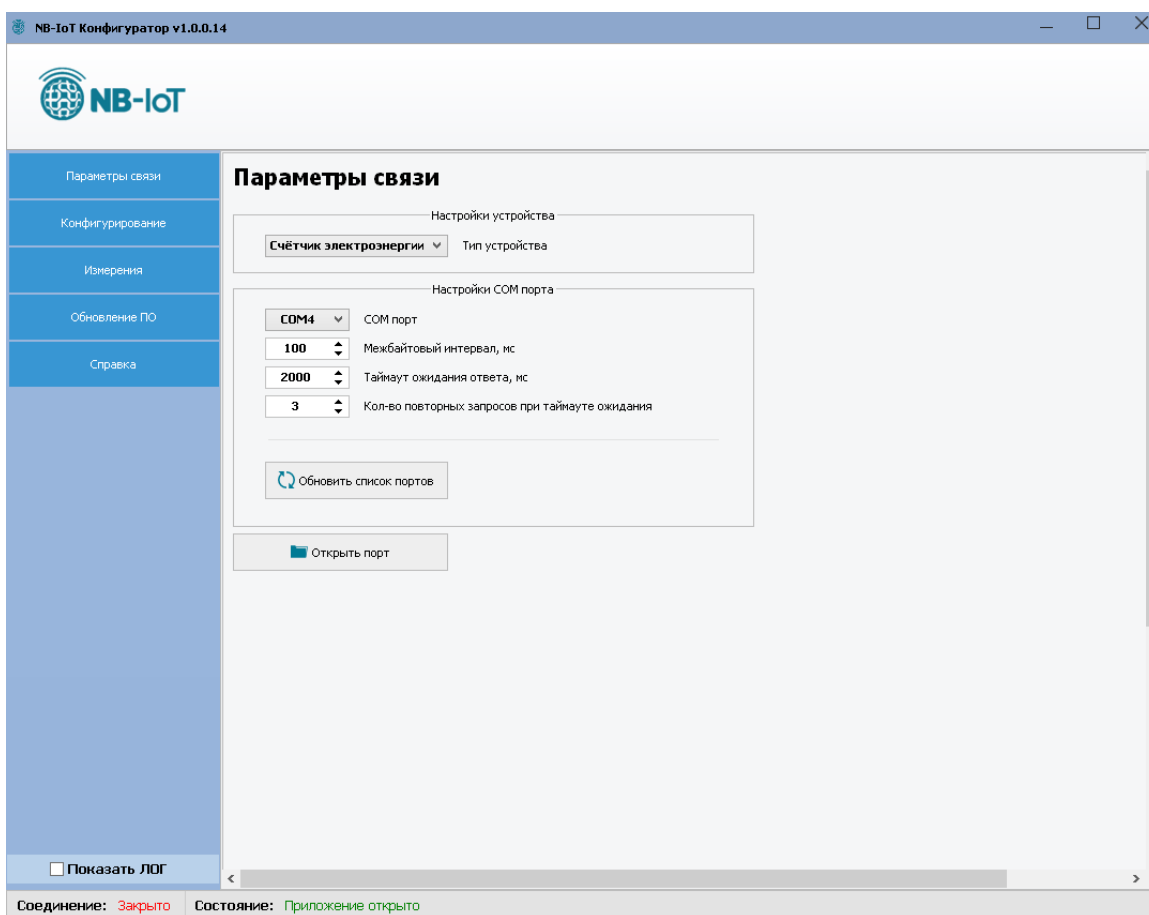 NB-IoT Конфигуратор v1.0.0.14
NB-IoT
Параметры связи
Конфигурирование
Измерения
Обновление ПО
Справка
Параметры связи
Настройки устройства
Счётчик электроэнергии Тип устройства
Настройки COM порта
COM4 COM порт
100 Межбайтовый интервал, мс
2000 Таймаут ожидания ответа, мс
3 Кол-во повторных запросов при таймауте ожидания
Обновить список портов
Открыть порт
Показать ЛОГ
Соединение: Закрыто Состояние: Приложение открыто